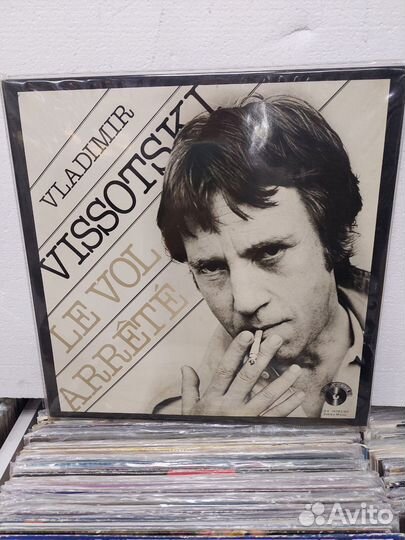 VLADIMIR
VISSOTSKI
LE VOL
ARRÊTÉ
Avito